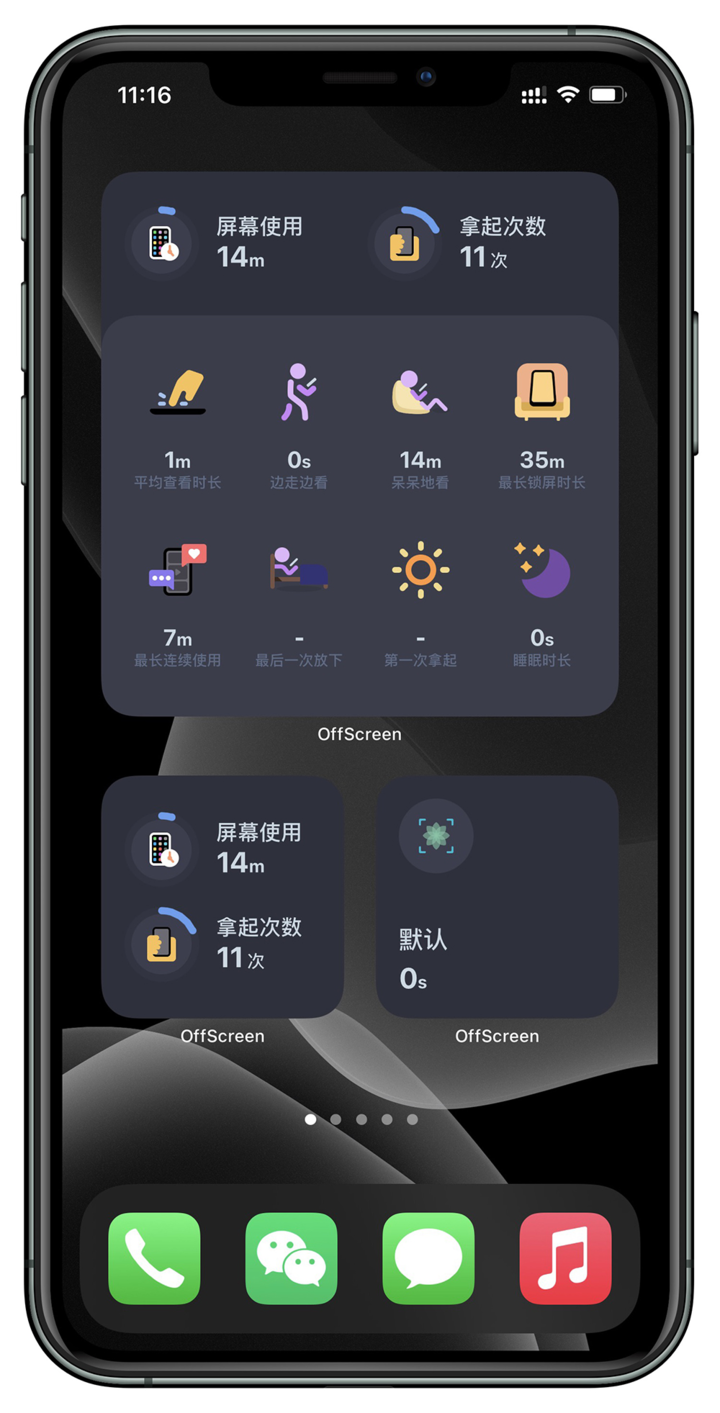 11:16
屏幕使用
14m
拿起次数
11 次
1m
平均查看时长
0s
边走边看
14m
呆呆地看
35m
最长锁屏时长
7m
最长连续使用
-
最后一次放下
-
第一次拿起
0s
睡眠时长
OffScreen
屏幕使用
14m
拿起次数
11 次
OffScreen
默认
0s
OffScreen